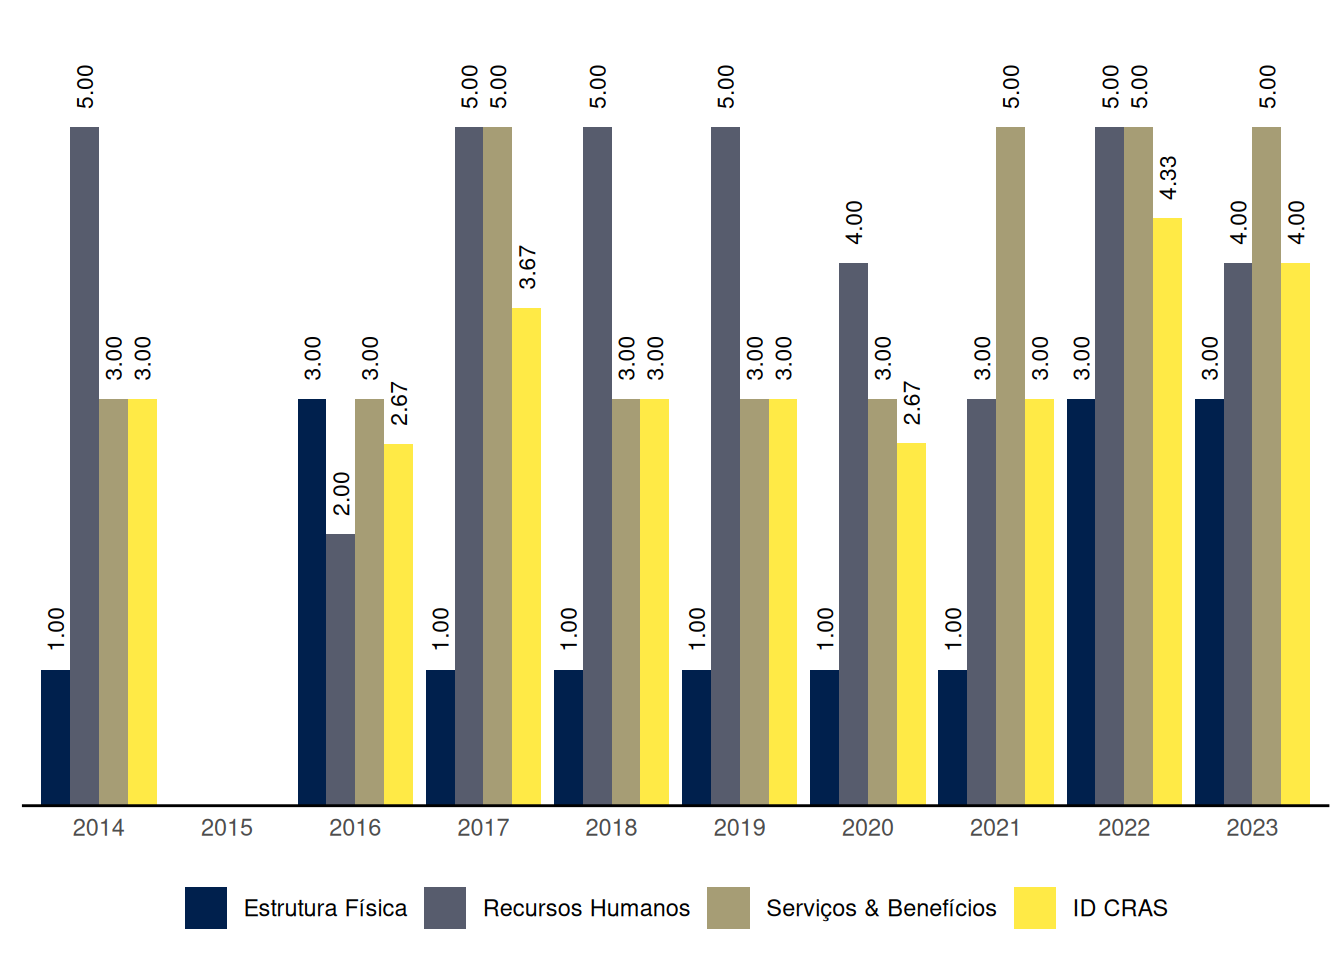 5.00 5.00 5.00 5.00 5.00 5.00 5.00 5.00 5.00
4.33
4.00 4.00 4.00
3.67
3.00 3.00 3.00 3.00 3.00 3.00 3.00 3.00 3.00 3.00 3.00 3.00 3.00
2.67 2.67
2.00
1.00 1.00 1.00 1.00 1.00 1.00
2014 2015 2016 2017 2018 2019 2020 2021 2022 2023
Estrutura Física Recursos Humanos Serviços & Benefícios ID CRAS